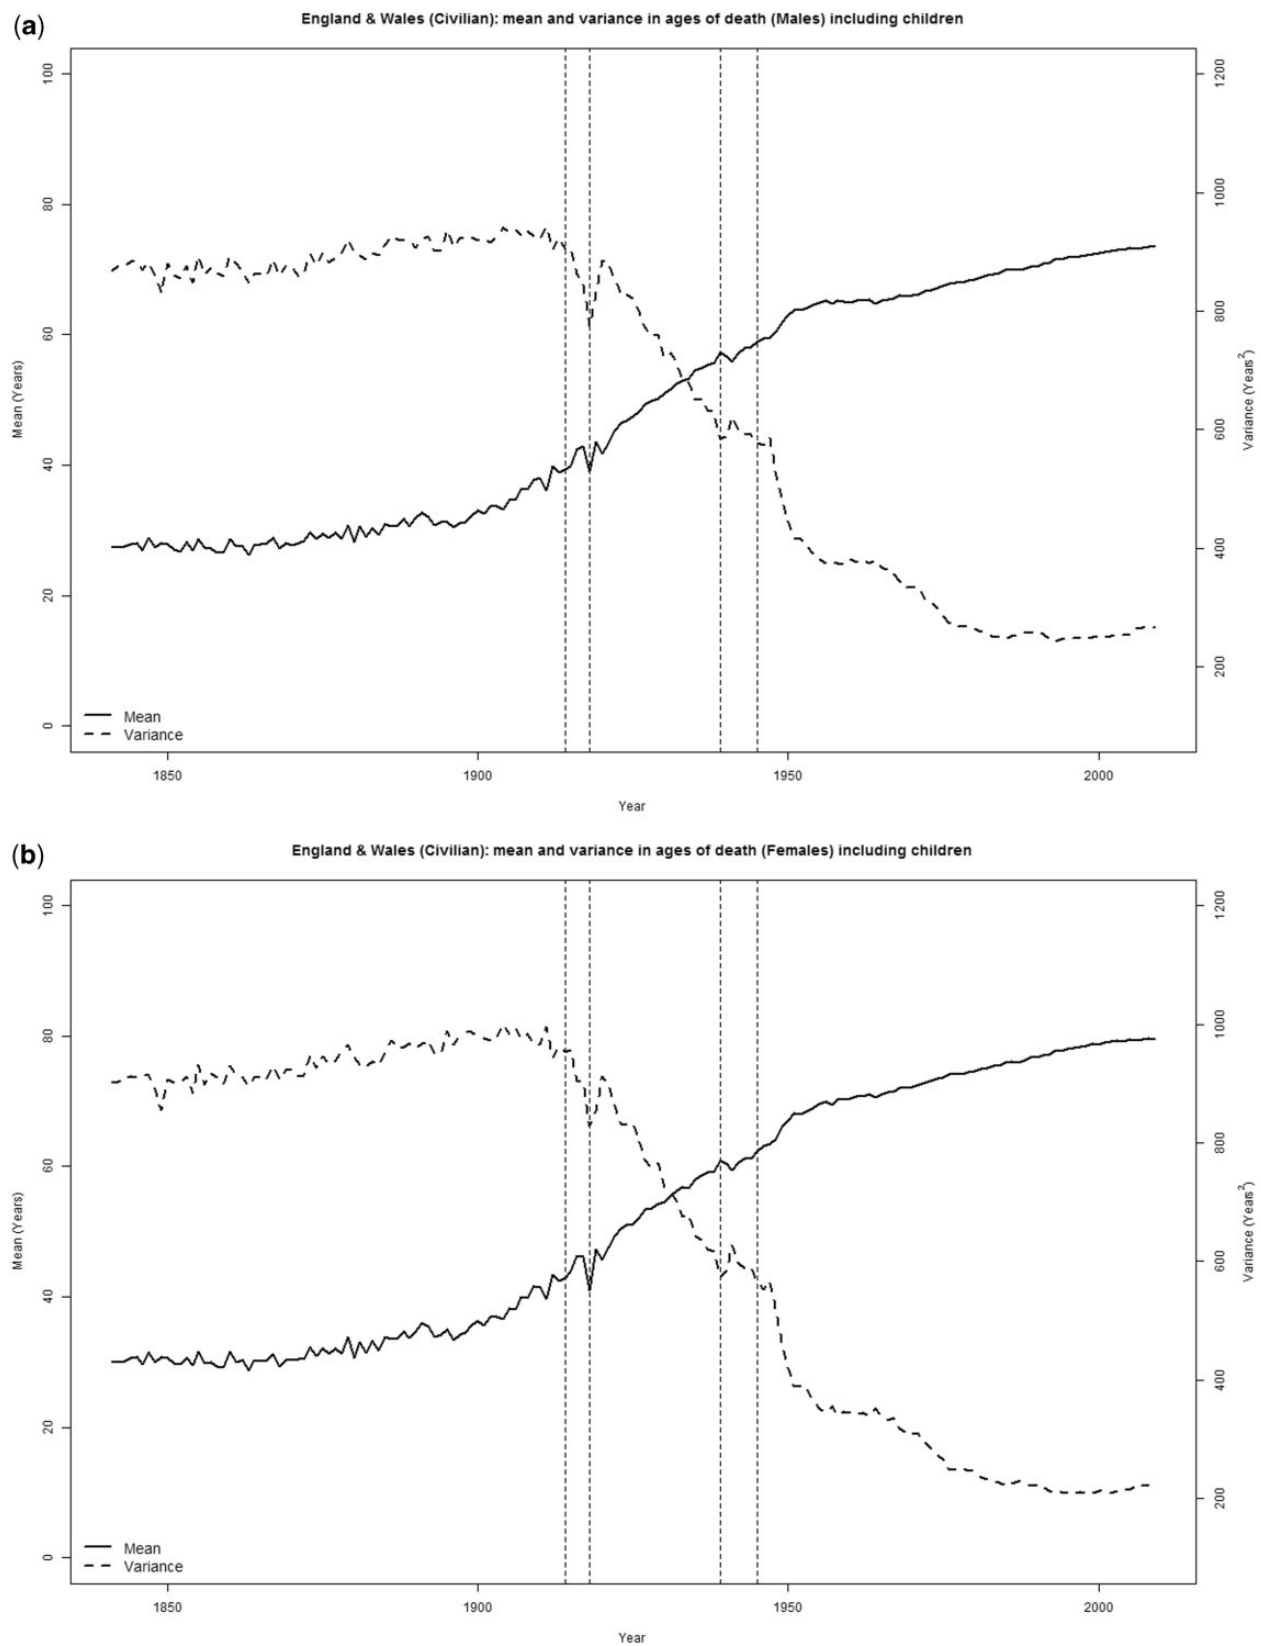 (a)
England & Wales (Civilian): mean and variance in ages of death (Males) including children
100
80
60
40
20
0
Mean (Years)
1200
1000
800
600
400
200
Variance (Years²)
Mean
Variance
1850 1900 1950 2000
Year
(b)
England & Wales (Civilian): mean and variance in ages of death (Females) including children
100
80
60
40
20
0
Mean (Years)
1200
1000
800
600
400
200
Variance (Years²)
Mean
Variance
1850 1900 1950 2000
Year